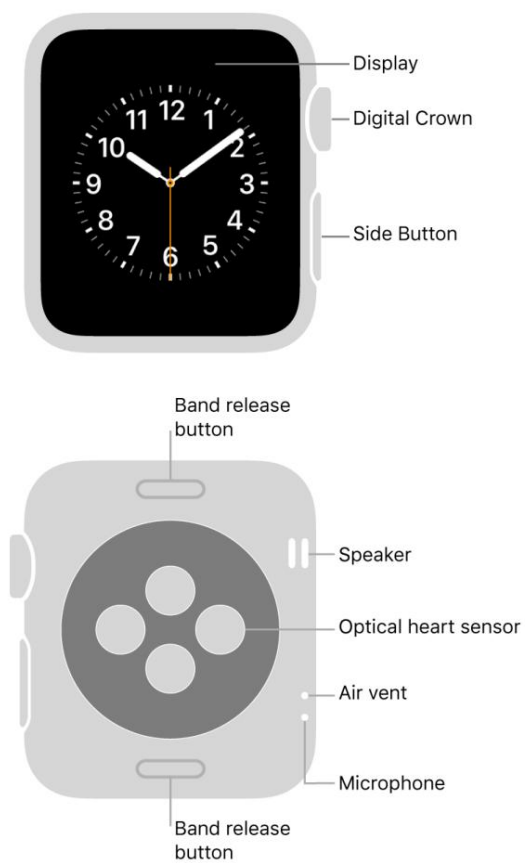 Display
12
11
1
10
2
Digital Crown
9
3
8
4
7
5
6
Side Button
Band release
button
Speaker
Optical heart sensor
Air vent
Microphone
Band release
button